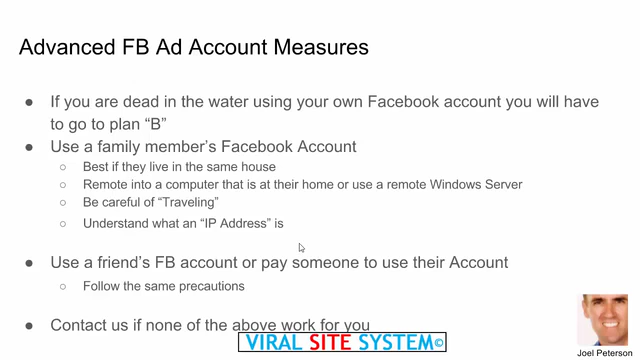 Advanced FB Ad Account Measures
● If you are dead in the water using your own Facebook account you will have
to go to plan “B”
● Use a family member’s Facebook Account
○ Best if they live in the same house
○ Remote into a computer that is at their home or use a remote Windows Server
○ Be careful of “Traveling”
○ Understand what an “IP Address” is
● Use a friend’s FB account or pay someone to use their Account
○ Follow the same precautions
● Contact us if none of the above work for you
VIRAL SITE SYSTEM©
Joel Peterson